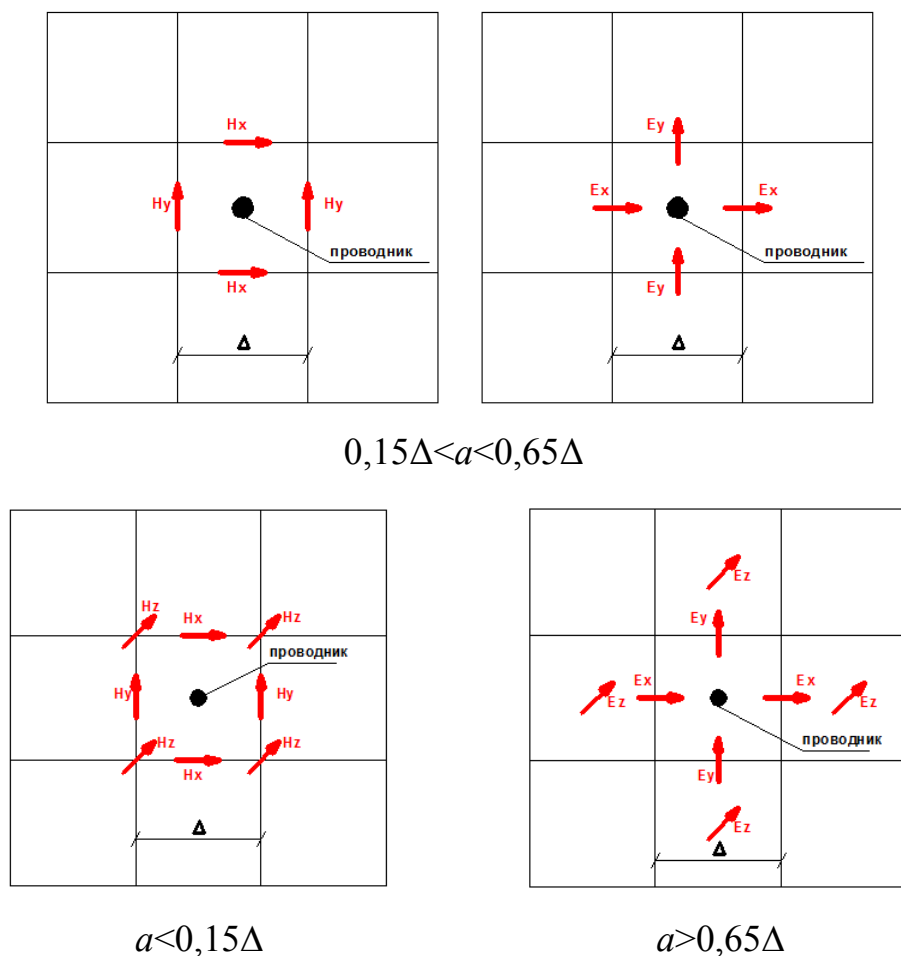 Hx
Hy
Hy
проводник
Hx
Δ
Ey
Ex
Ex
проводник
Ey
Δ
0,15Δ<a<0,65Δ
Hz
Hx
Hz
проводник
Hy
Hy
Hz
Hx
Hz
Δ
a<0,15Δ
Ez
Ey
Ex
Ez
Ez
проводник
Ey
Ez
Δ
a>0,65Δ